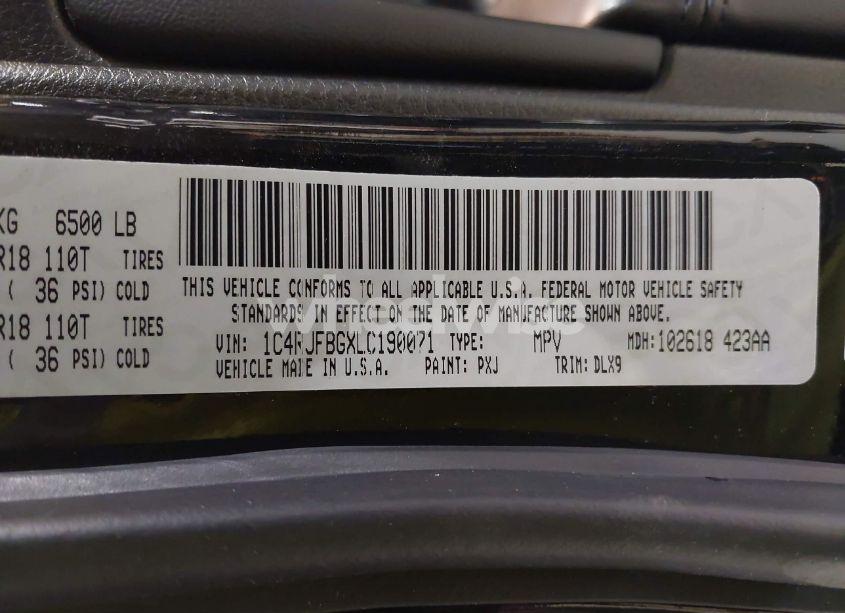 KG 6500 LB
R18 110T TIRES
( 36 PSI) COLD
R18 110T TIRES
( 36 PSI) COLD
THIS VEHICLE CONFORMS TO ALL APPLICABLE U.S.A. FEDERAL MOTOR VEHICLE SAFETY
STANDARDS IN EFFECT ON THE DATE OF MANUFACTURE SHOWN ABOVE.
VIN: 1C4RJFBGXLC190071 TYPE: MPV MDH:102618 423AA
VEHICLE MADE IN U.S.A. PAINT: PXJ TRIM: DLX9
wheelwise